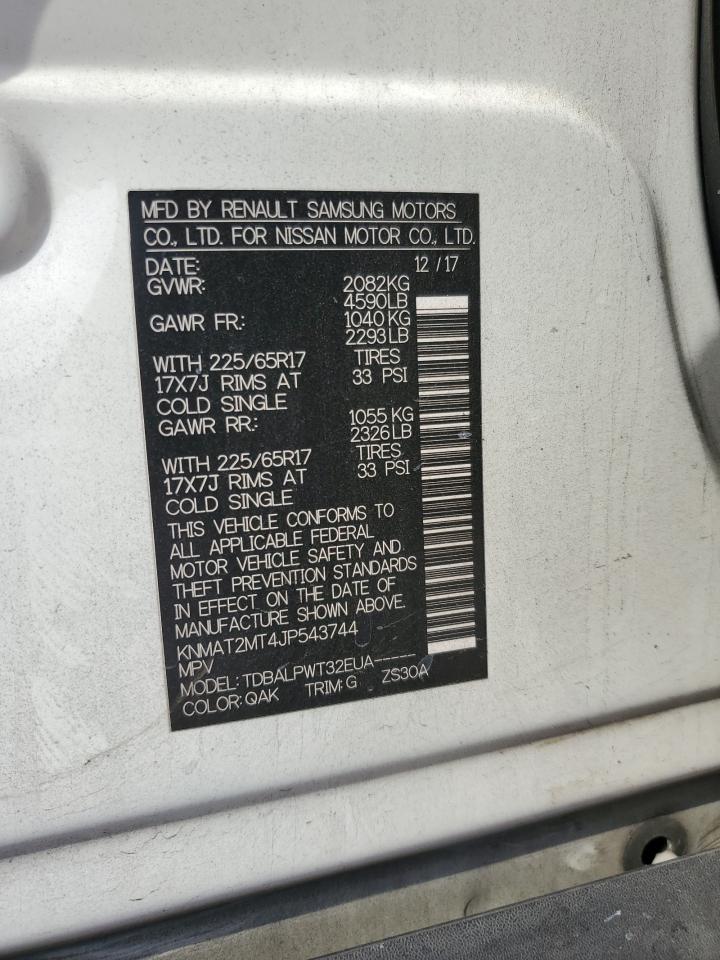 MFD BY RENAULT SAMSUNG MOTORS
CO., LTD. FOR NISSAN MOTOR CO., LTD.
DATE: 12 / 17
GVWR: 2082KG
4590LB
GAWR FR.: 1040 KG
2293 LB
WITH 225/65R17 TIRES
17X7J RIMS AT 33 PSI
COLD SINGLE
GAWR RR.: 1055 KG
2326 LB
WITH 225/65R17 TIRES
17X7J RIMS AT 33 PSI
COLD SINGLE
THIS VEHICLE CONFORMS TO
ALL APPLICABLE FEDERAL
MOTOR VEHICLE SAFETY AND
THEFT PREVENTION STANDARDS
IN EFFECT ON THE DATE OF
MANUFACTURE SHOWN ABOVE.
KNMAT2MT4JP543744
MPV
MODEL: TDBALPWT32EUA-----
COLOR: QAK TRIM: G ZS30A